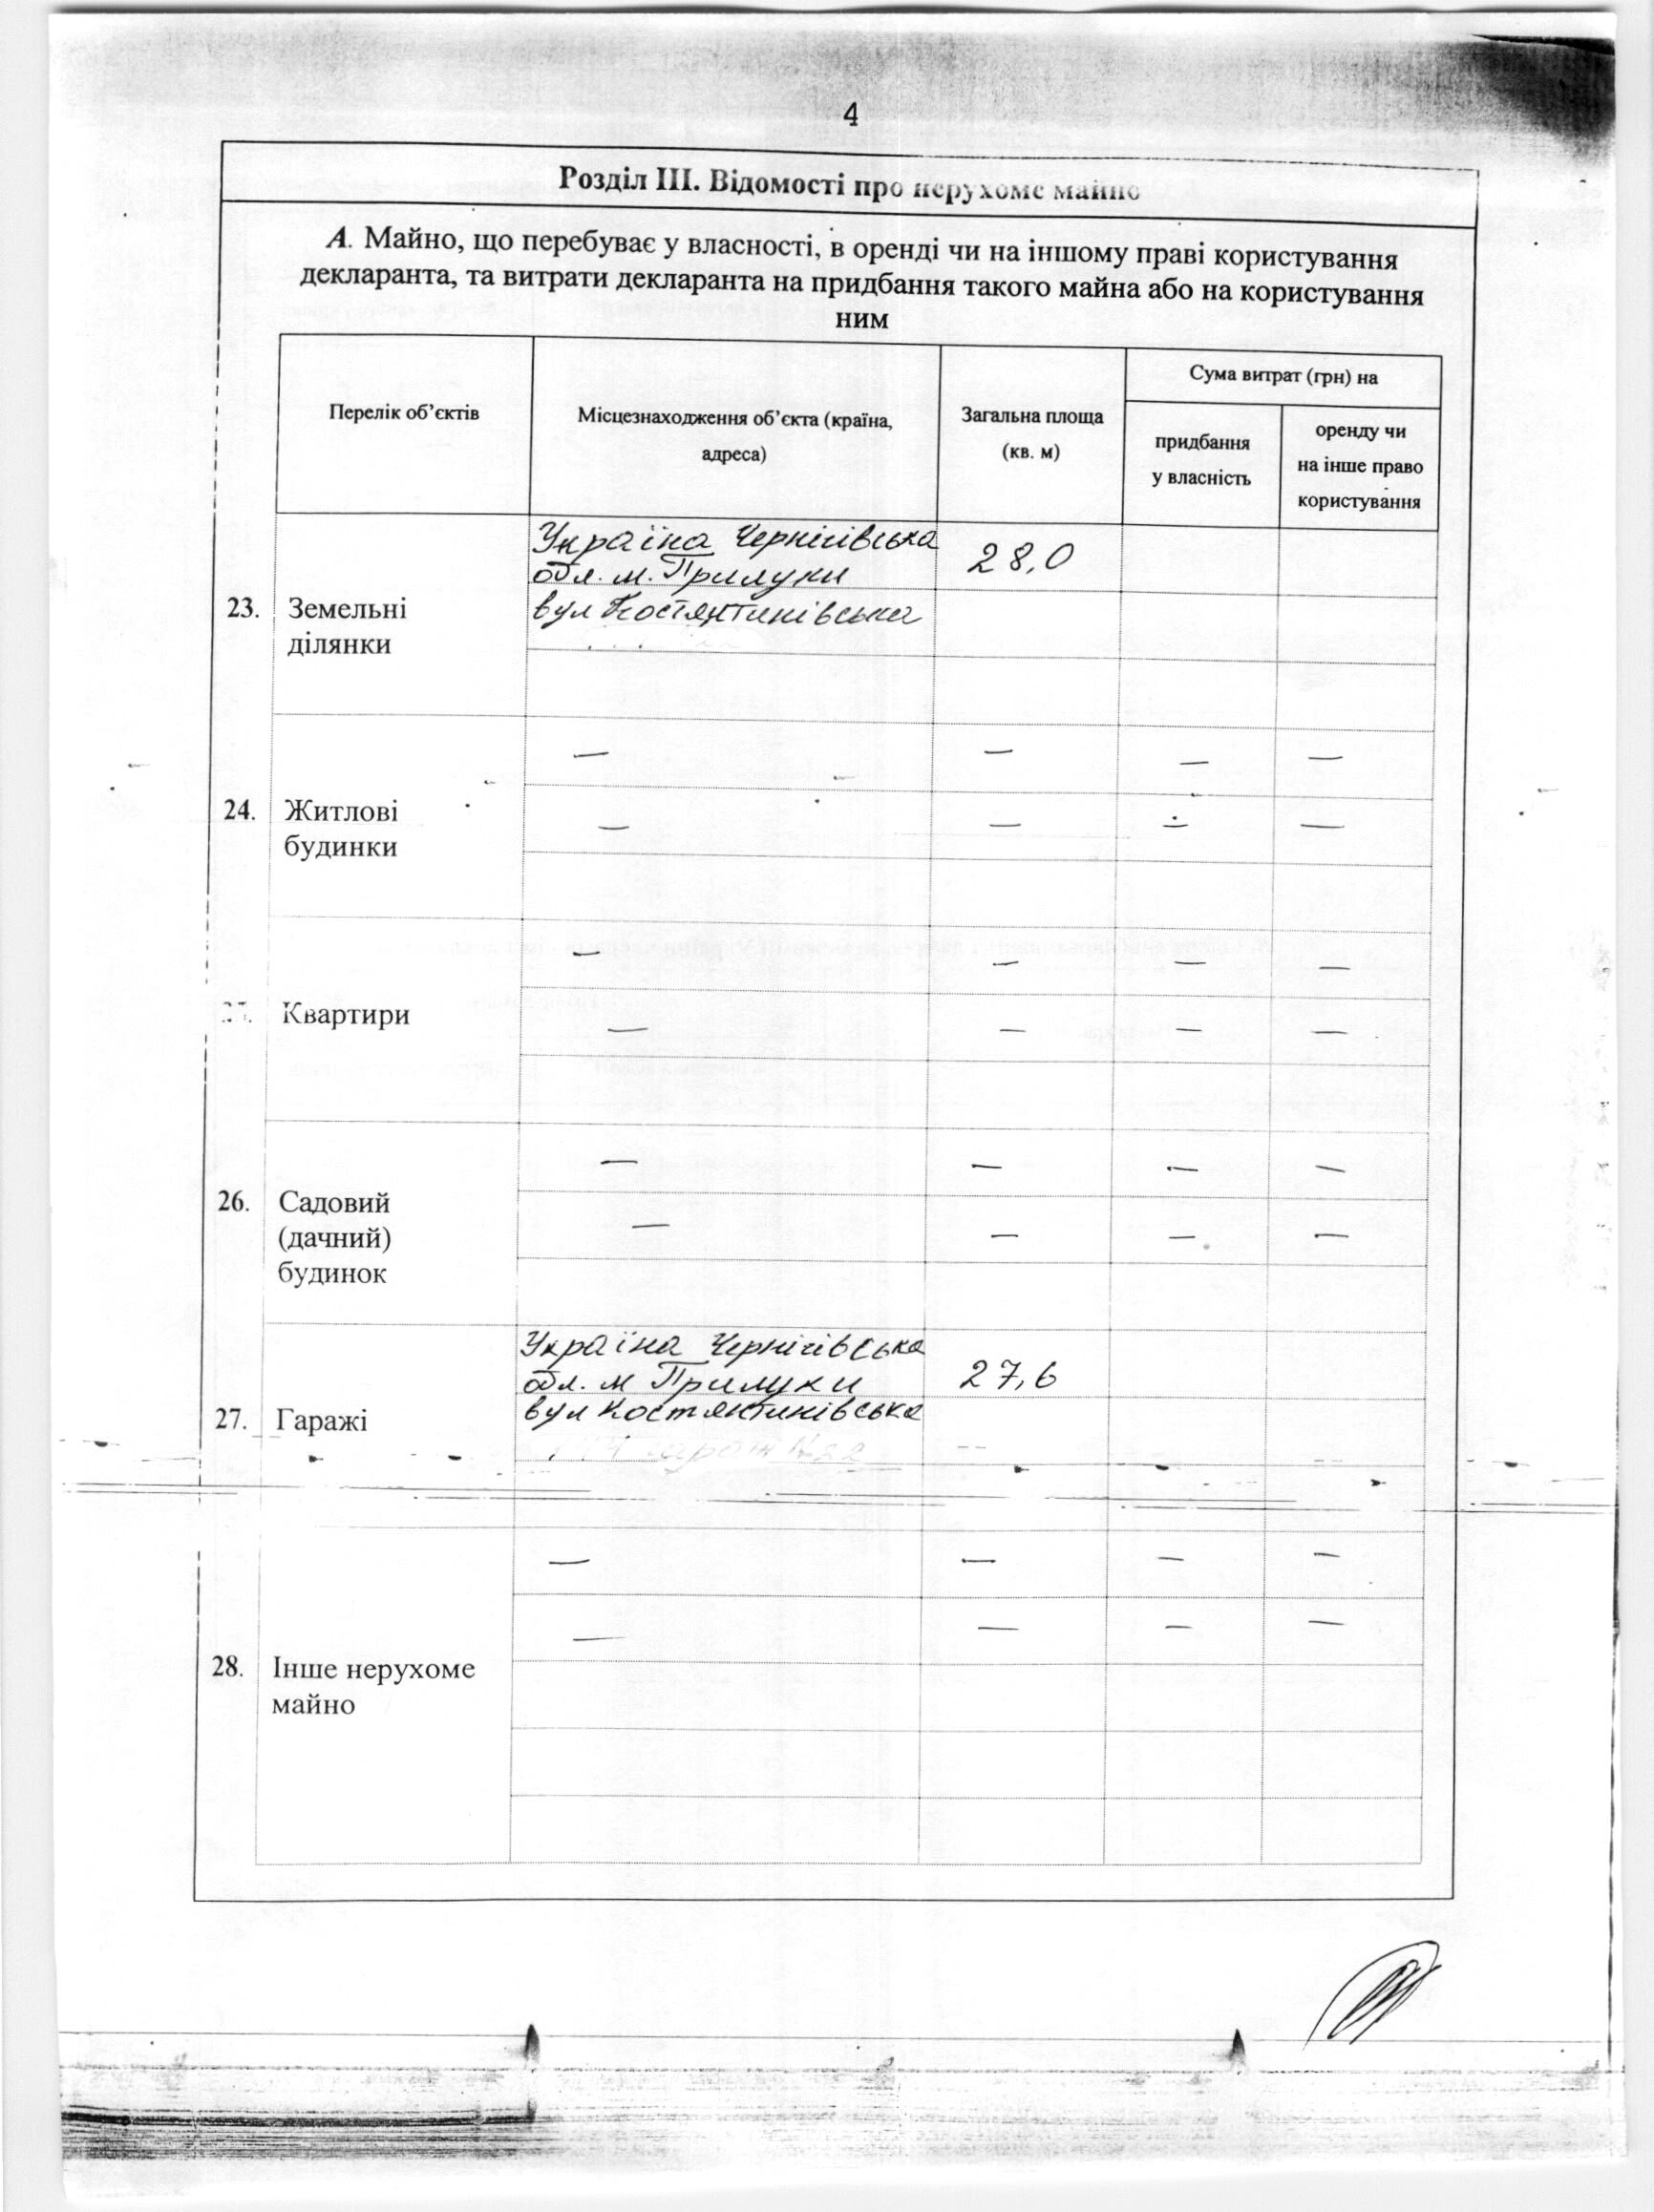 4
Розділ III. Відомості про нерухоме майно
А. Майно, що перебуває у власності, в оренді чи на іншому праві користування
декларанта, та витрати декларанта на придбання такого майна або на користування
ним
Перелік об’єктів
Місцезнаходження об’єкта (країна,
адреса)
Загальна площа
(кв. м)
Сума витрат (грн) на
придбання
у власність
оренду чи
на інше право
користування
23. Земельні
ділянки
Україна Чернігівська
обл. м. Прилуки
вул Костянтинівська
28,0
— — — —
24. Житлові
будинки
— — — —
— — — —
Квартири
— — — —
— — — —
26. Садовий
(дачний)
будинок
— — — —
27. Гаражі
Україна Чернігівська
обл. м Прилуки
вул Костянтинівська
гараж №22
27,6
— — — —
— — — —
28. Інше нерухоме
майно